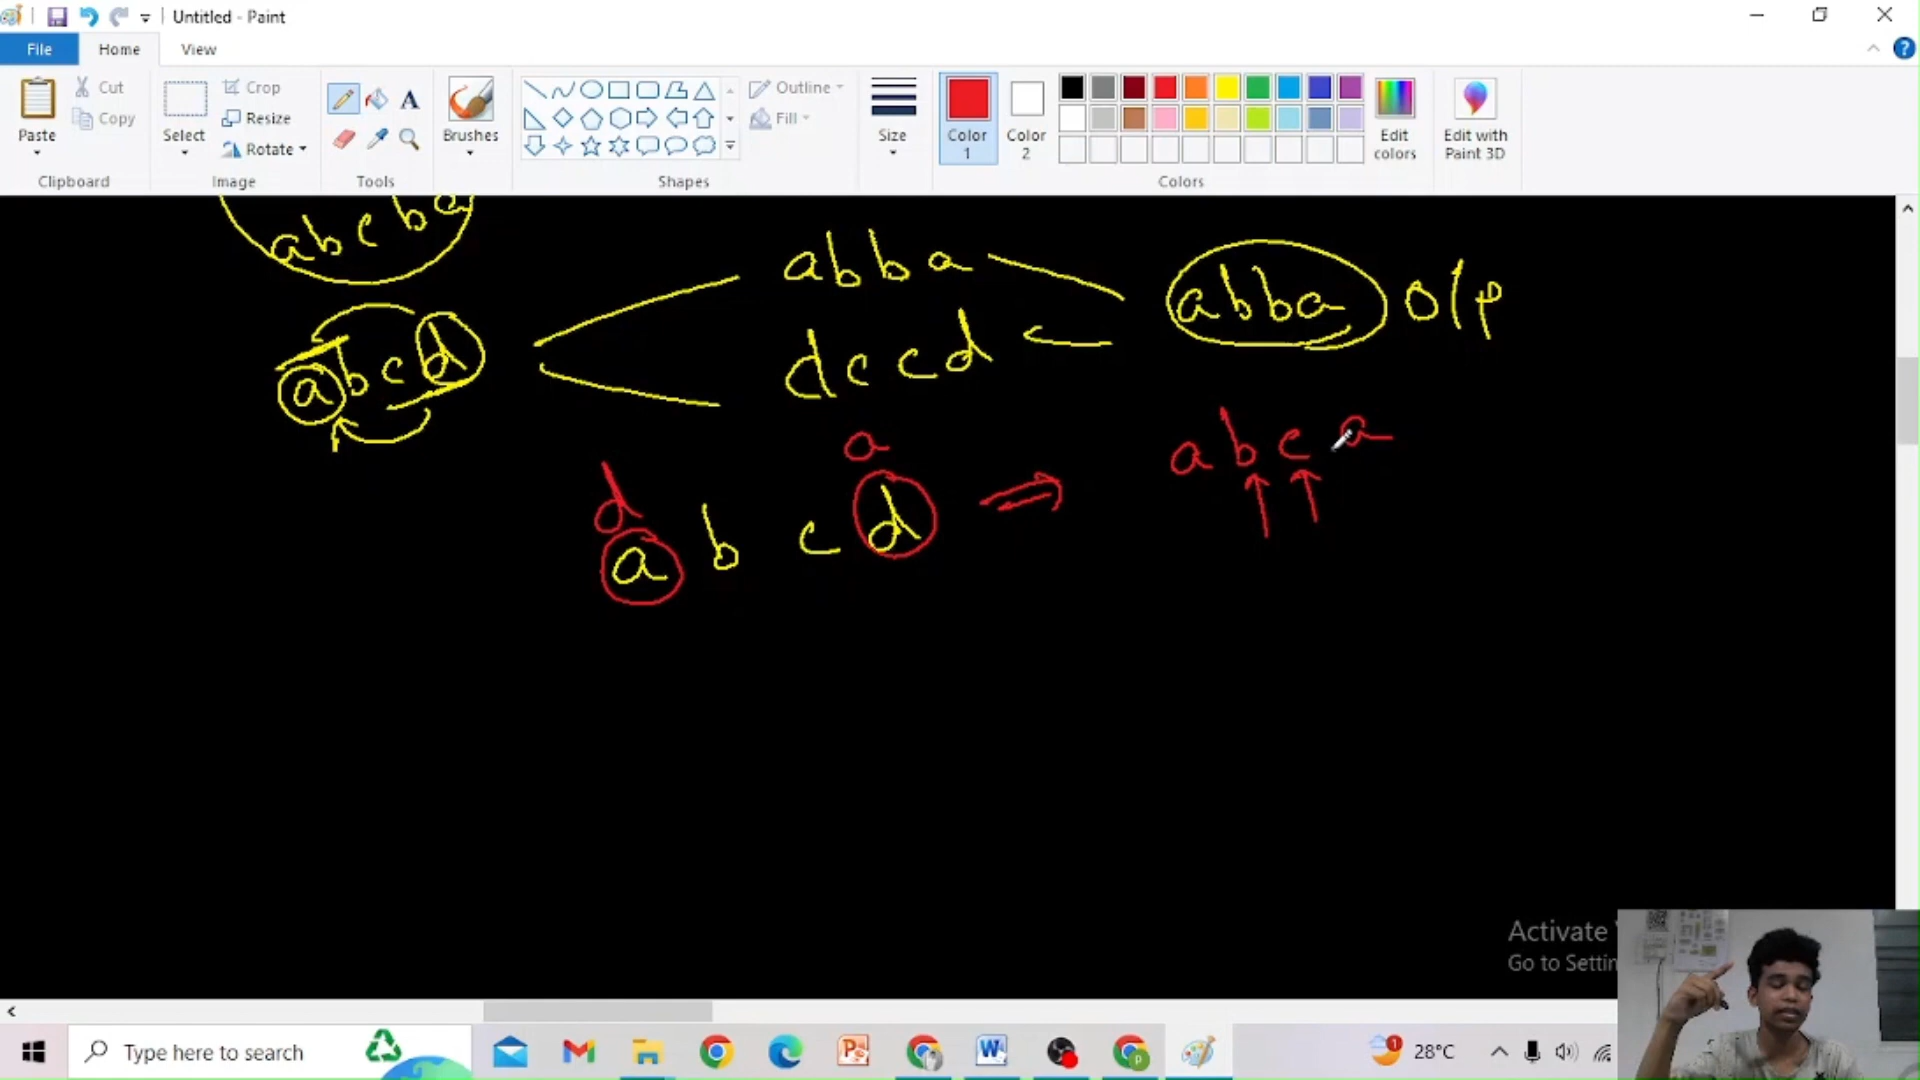 Untitled - Paint
File Home View
Cut
Copy
Paste
Clipboard
Crop
Resize
Rotate
Select
Image
Tools
Brushes
Shapes
Outline
Fill
Size
Color 1
Color 2
Edit colors
Edit with Paint 3D
Colors
abcba
abba
abba o/p
abcd
dccd
abca
a
d
a b c d
Activate
Go to Settin
Type here to search
1
28°C